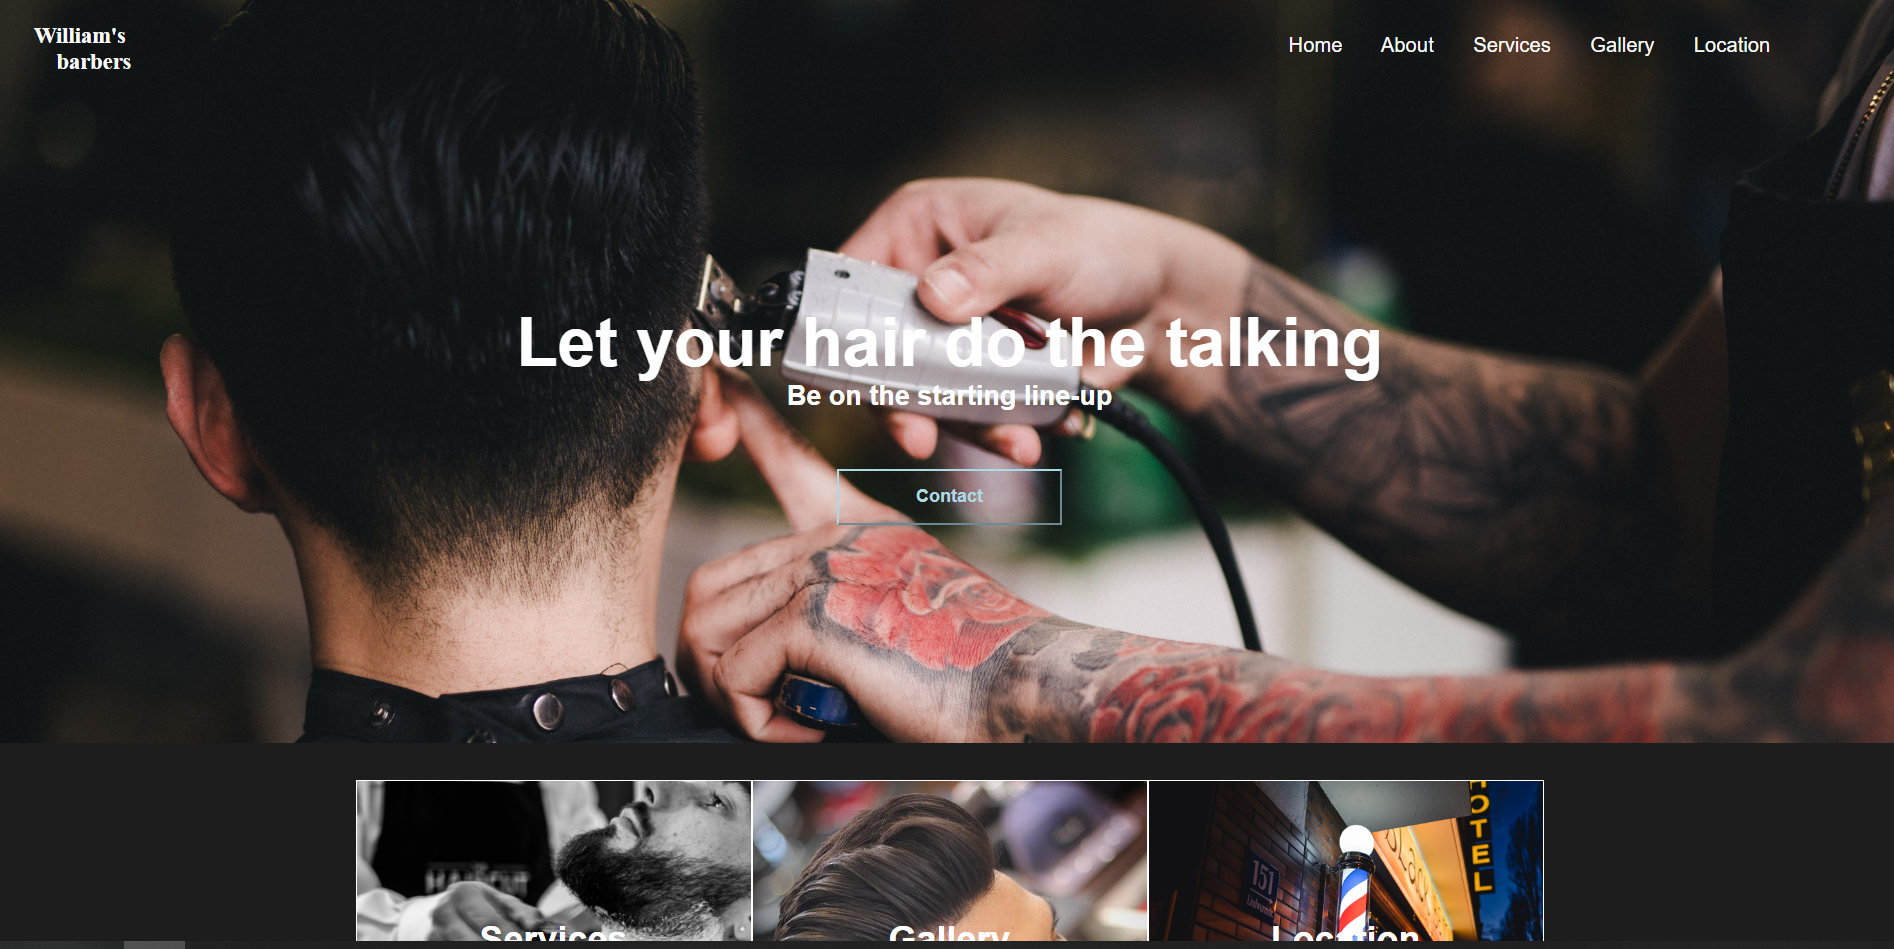 William's
barbers
Home About Services Gallery Location
Let your hair do the talking
Be on the starting line-up
Contact
HOTEL
151
Services
Gallery
Location